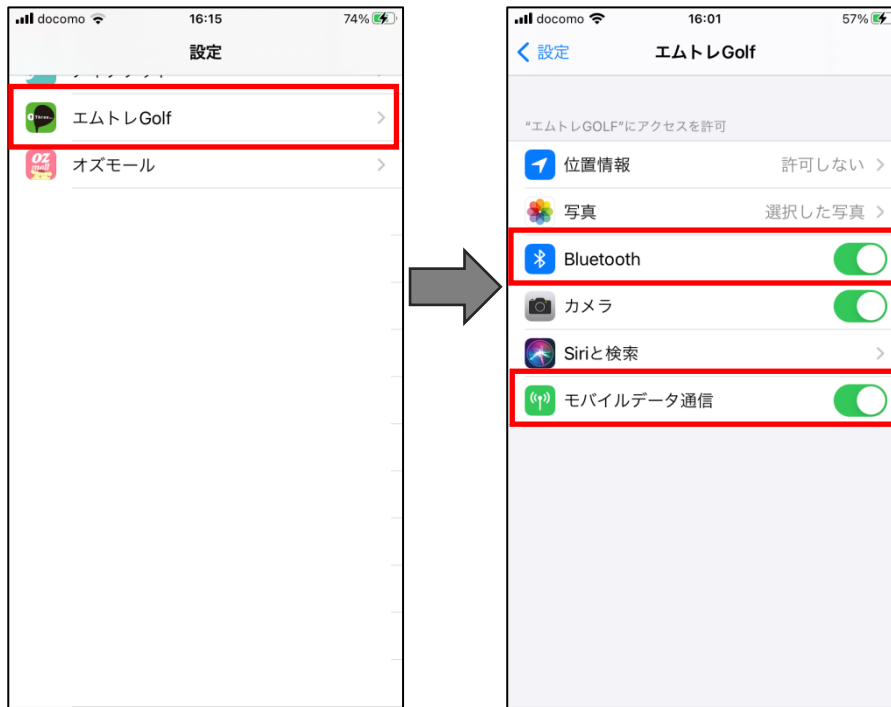 docomo 16:15 74%
設定
エムトレGolf
オズモール
docomo 16:01 57%
設定 エムトレGolf
"エムトレGOLF"にアクセスを許可
位置情報 許可しない
写真 選択した写真
Bluetooth
カメラ
Siriと検索
モバイルデータ通信